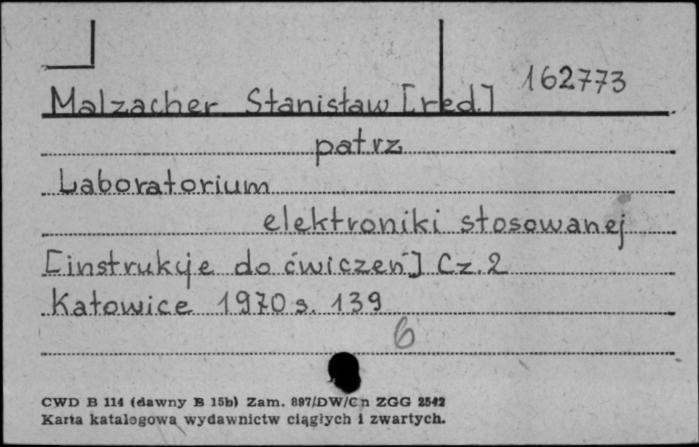 162773
Malzacher Stanisław [red.]
patrz
Laboratorium
elektroniki stosowanej
[instrukcje do ćwiczeń] Cz. 2
Katowice 1970 s. 139
6
CWD B 114 (dawny B 15b) Zam. 897/DW/Cn ZGG 2542
Karta katalogowa wydawnictw ciągłych i zwartych.